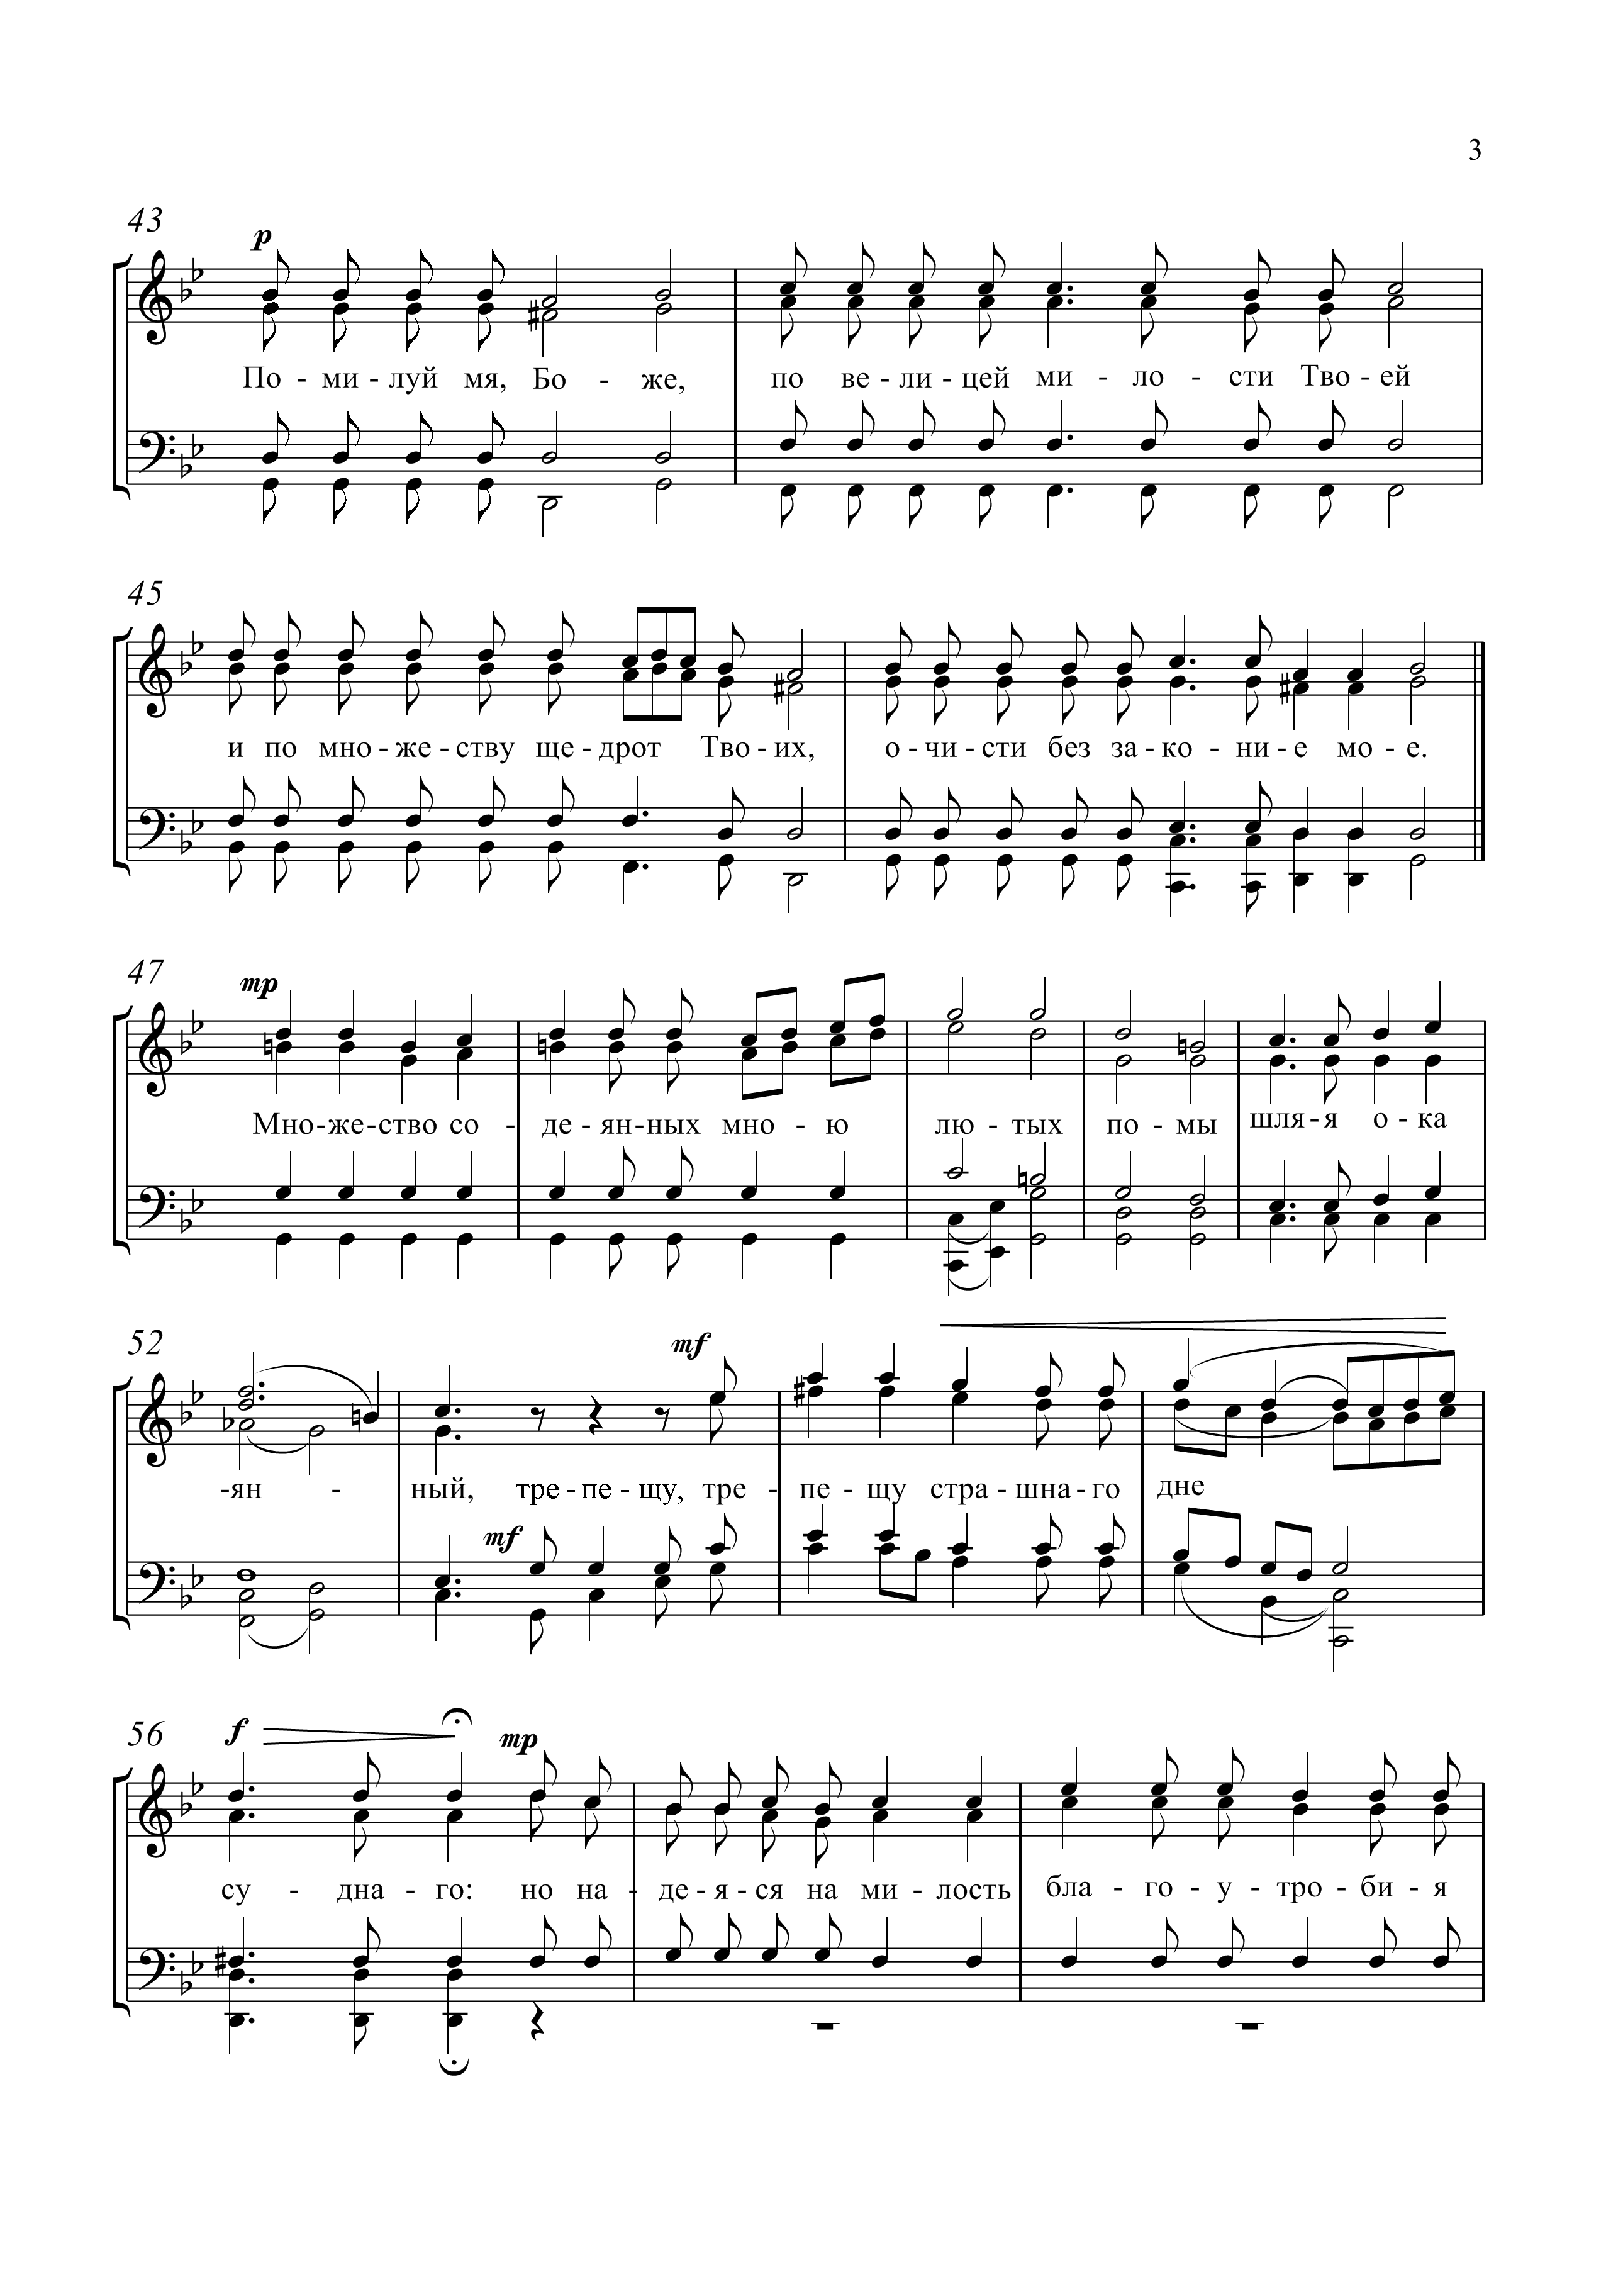 3
43
p
По - ми - луй мя, Бо - же, по ве - ли - цей ми - ло - сти Тво - ей
45
и по мно - же - ству ще - дрот Тво - их, о - чи - сти без за - ко - ни - е мо - е.
47
mp
Мно - же - ство со - де - ян - ных мно - ю лю - тых по - мы шля - я о - ка
52
mf
-ян - ный, тре - пе - щу, тре - пе - щу стра - шна - го дне
mf
56
f mp
су - дна - го: но на - де - я - ся на ми - лость бла - го - у - тро - би - я